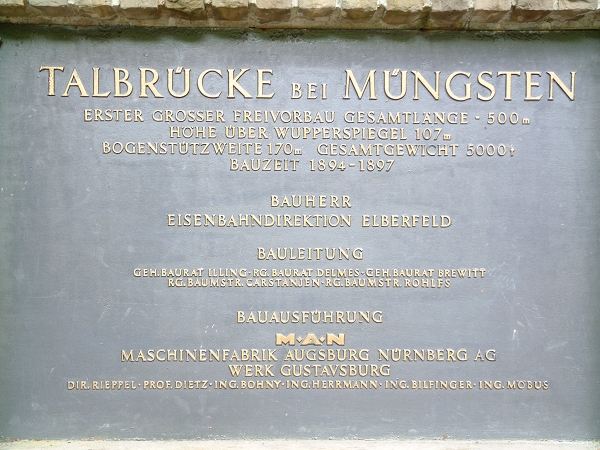 TALBRÜCKE BEI MÜNGSTEN
ERSTER GROSSER FREIVORBAU GESAMTLÄNGE - 500m
HÖHE ÜBER WUPPERSPIEGEL 107m
BOGENSTÜTZWEITE 170m GESAMTGEWICHT 5000t
BAUZEIT 1894-1897
BAUHERR
EISENBAHNDIREKTION ELBERFELD
BAULEITUNG
GEH. BAURAT ILLING · RG. BAURAT DELMES · GEH. BAURAT BREWITT
RG. BAUMSTR. CARSTANJEN · RG. BAUMSTR. ROHLFS
BAUAUSFÜHRUNG
M·A·N
MASCHINENFABRIK AUGSBURG NÜRNBERG AG
WERK GUSTAVSBURG
DIR. RIEPPEL · PROF. DIETZ · ING. BOHNY · ING. HERRMANN · ING. BILFINGER · ING. MÖBUS